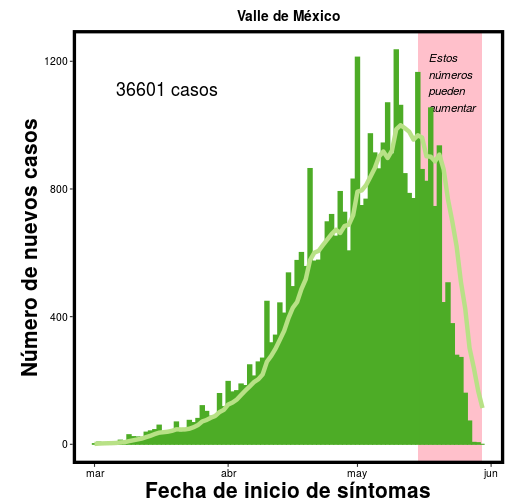 Valle de México
Estos
números
pueden
aumentar
36601 casos
Número de nuevos casos
1200
800
400
0
mar
abr
may
jun
Fecha de inicio de síntomas